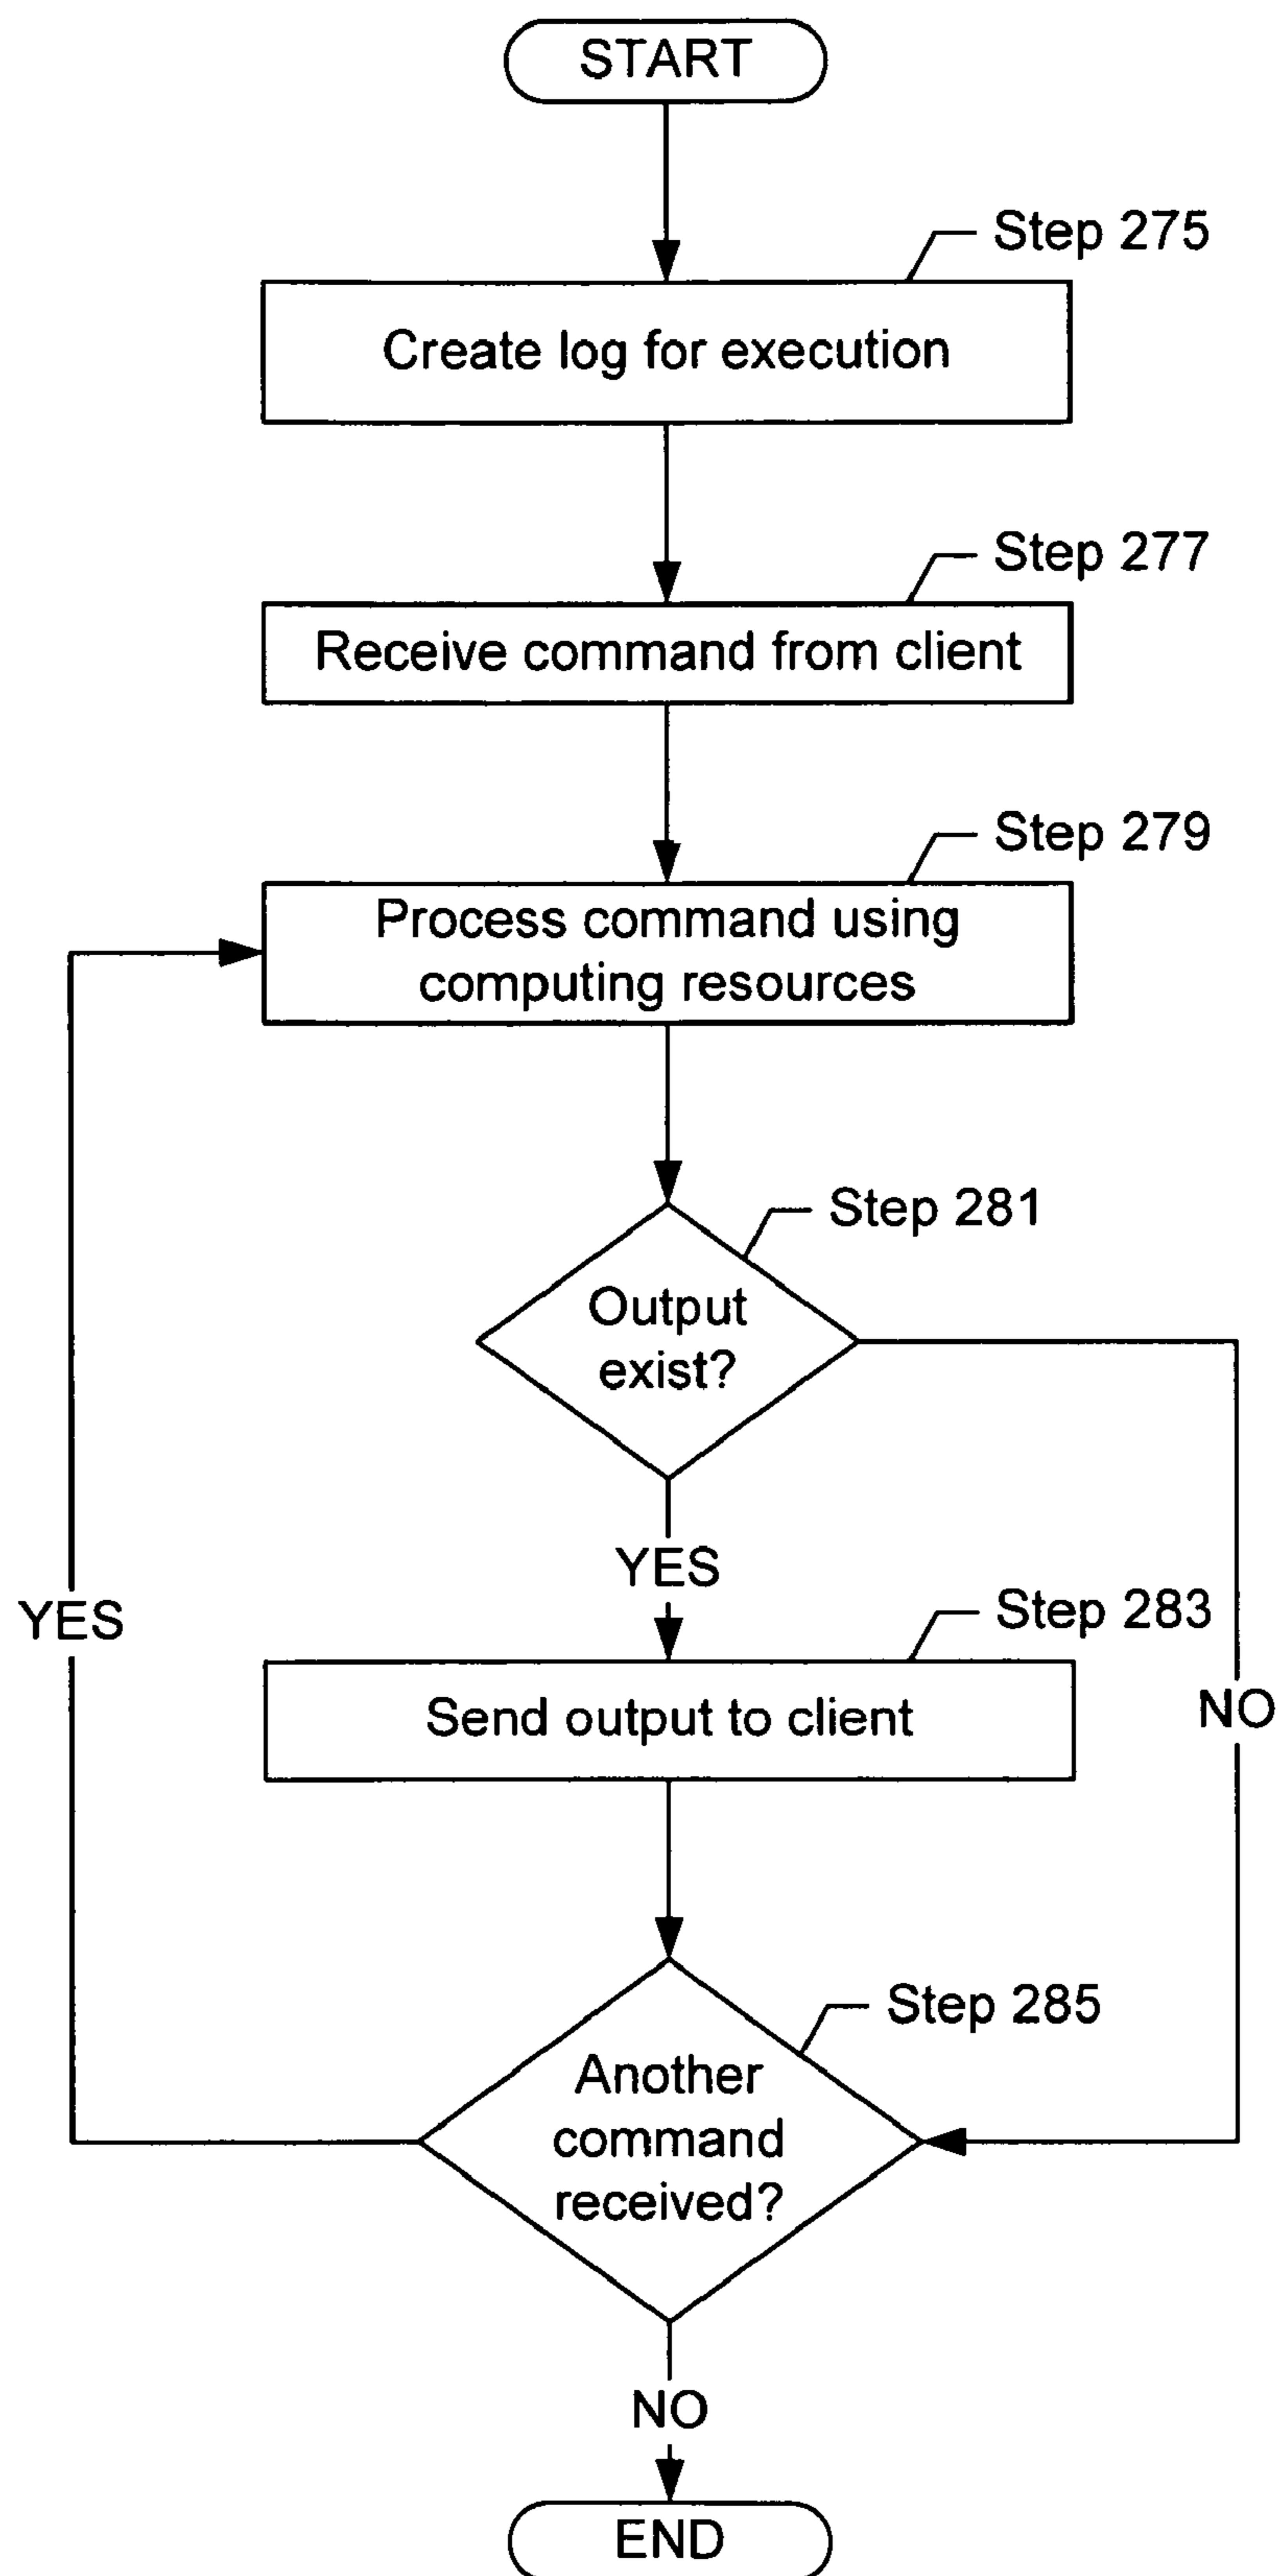 START
Step 275
Create log for execution
Step 277
Receive command from client
Step 279
Process command using
computing resources
Step 281
Output
exist?
YES
YES
Step 283
Send output to client
NO
Step 285
Another
command
received?
NO
END